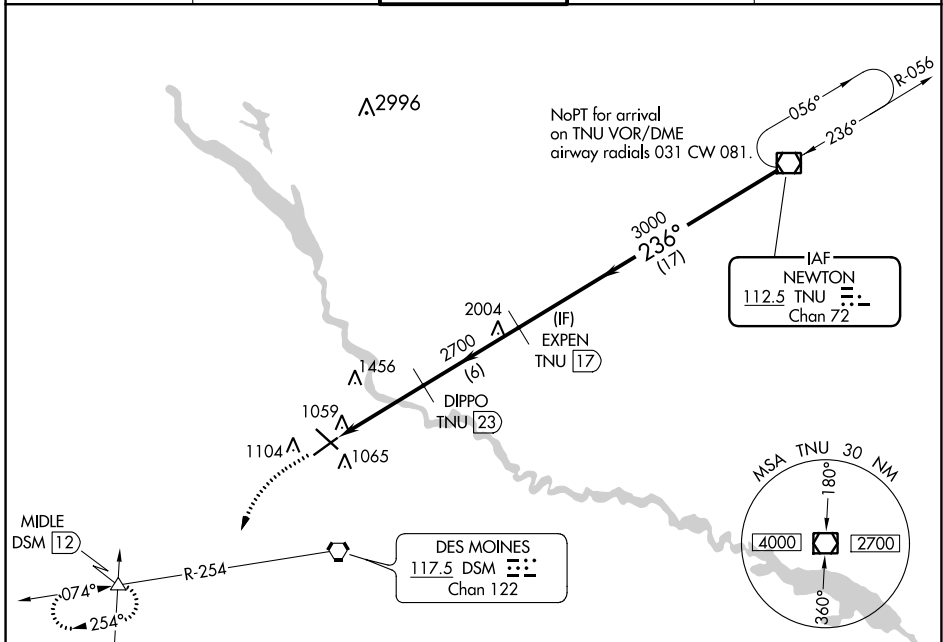 2996
NoPT for arrival
on TNU VOR/DME
airway radials 031 CW 081.
056°
R-056
236°
3000
236°
(17)
IAF
NEWTON
112.5 TNU
Chan 72
2004
(IF)
EXPEN
TNU 17
2700
(6)
1456
DIPPO
TNU 23
1059
1104
1065
MIDLE
DSM 12
R-254
074°
254°
DES MOINES
117.5 DSM
Chan 122
MSA TNU 30 NM
180°
4000
2700
360°